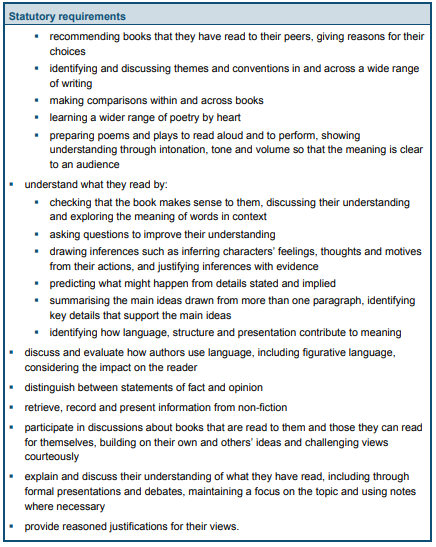 Statutory requirements
▪ recommending books that they have read to their peers, giving reasons for their
choices
▪ identifying and discussing themes and conventions in and across a wide range
of writing
▪ making comparisons within and across books
▪ learning a wider range of poetry by heart
▪ preparing poems and plays to read aloud and to perform, showing
understanding through intonation, tone and volume so that the meaning is clear
to an audience
▪ understand what they read by:
▪ checking that the book makes sense to them, discussing their understanding
and exploring the meaning of words in context
▪ asking questions to improve their understanding
▪ drawing inferences such as inferring characters' feelings, thoughts and motives
from their actions, and justifying inferences with evidence
▪ predicting what might happen from details stated and implied
▪ summarising the main ideas drawn from more than one paragraph, identifying
key details that support the main ideas
▪ identifying how language, structure and presentation contribute to meaning
▪ discuss and evaluate how authors use language, including figurative language,
considering the impact on the reader
▪ distinguish between statements of fact and opinion
▪ retrieve, record and present information from non-fiction
▪ participate in discussions about books that are read to them and those they can read
for themselves, building on their own and others' ideas and challenging views
courteously
▪ explain and discuss their understanding of what they have read, including through
formal presentations and debates, maintaining a focus on the topic and using notes
where necessary
▪ provide reasoned justifications for their views.